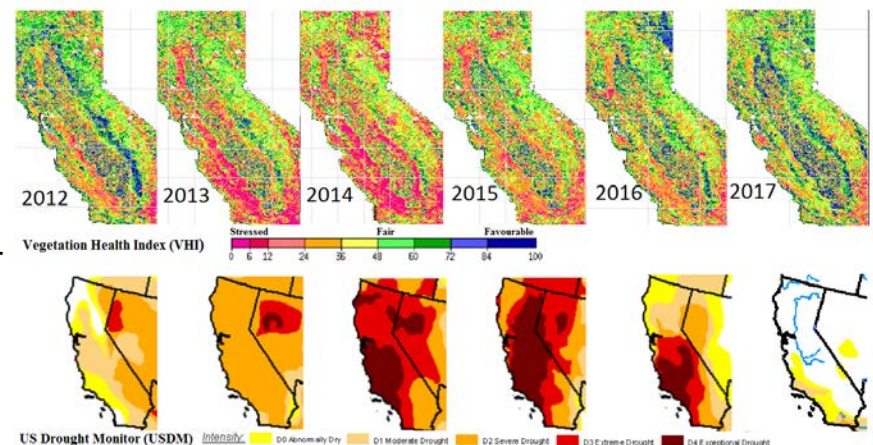 2012 2013 2014 2015 2016 2017
Stressed Fair Favourable
Vegetation Health Index (VHI)
0 6 12 24 36 48 60 72 84 100
US Drought Monitor (USDM) Intensity: D0 Abnormally Dry D1 Moderate Drought D2 Severe Drought D3 Extreme Drought D4 Exceptional Drought